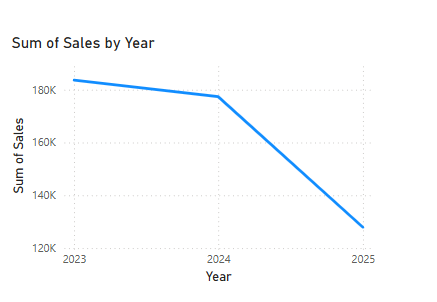 Sum of Sales by Year
180K
160K
140K
120K
Sum of Sales
2023 2024 2025
Year